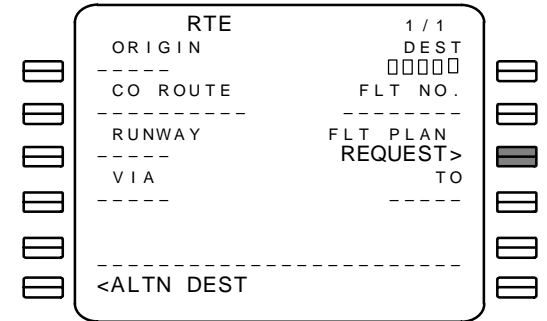 RTE 1/1
ORIGIN DEST
----- □□□□
CO ROUTE FLT NO.
---------- --------
RUNWAY FLT PLAN
----- REQUEST>
VIA TO
----- -----
------------------------
<ALTN DEST